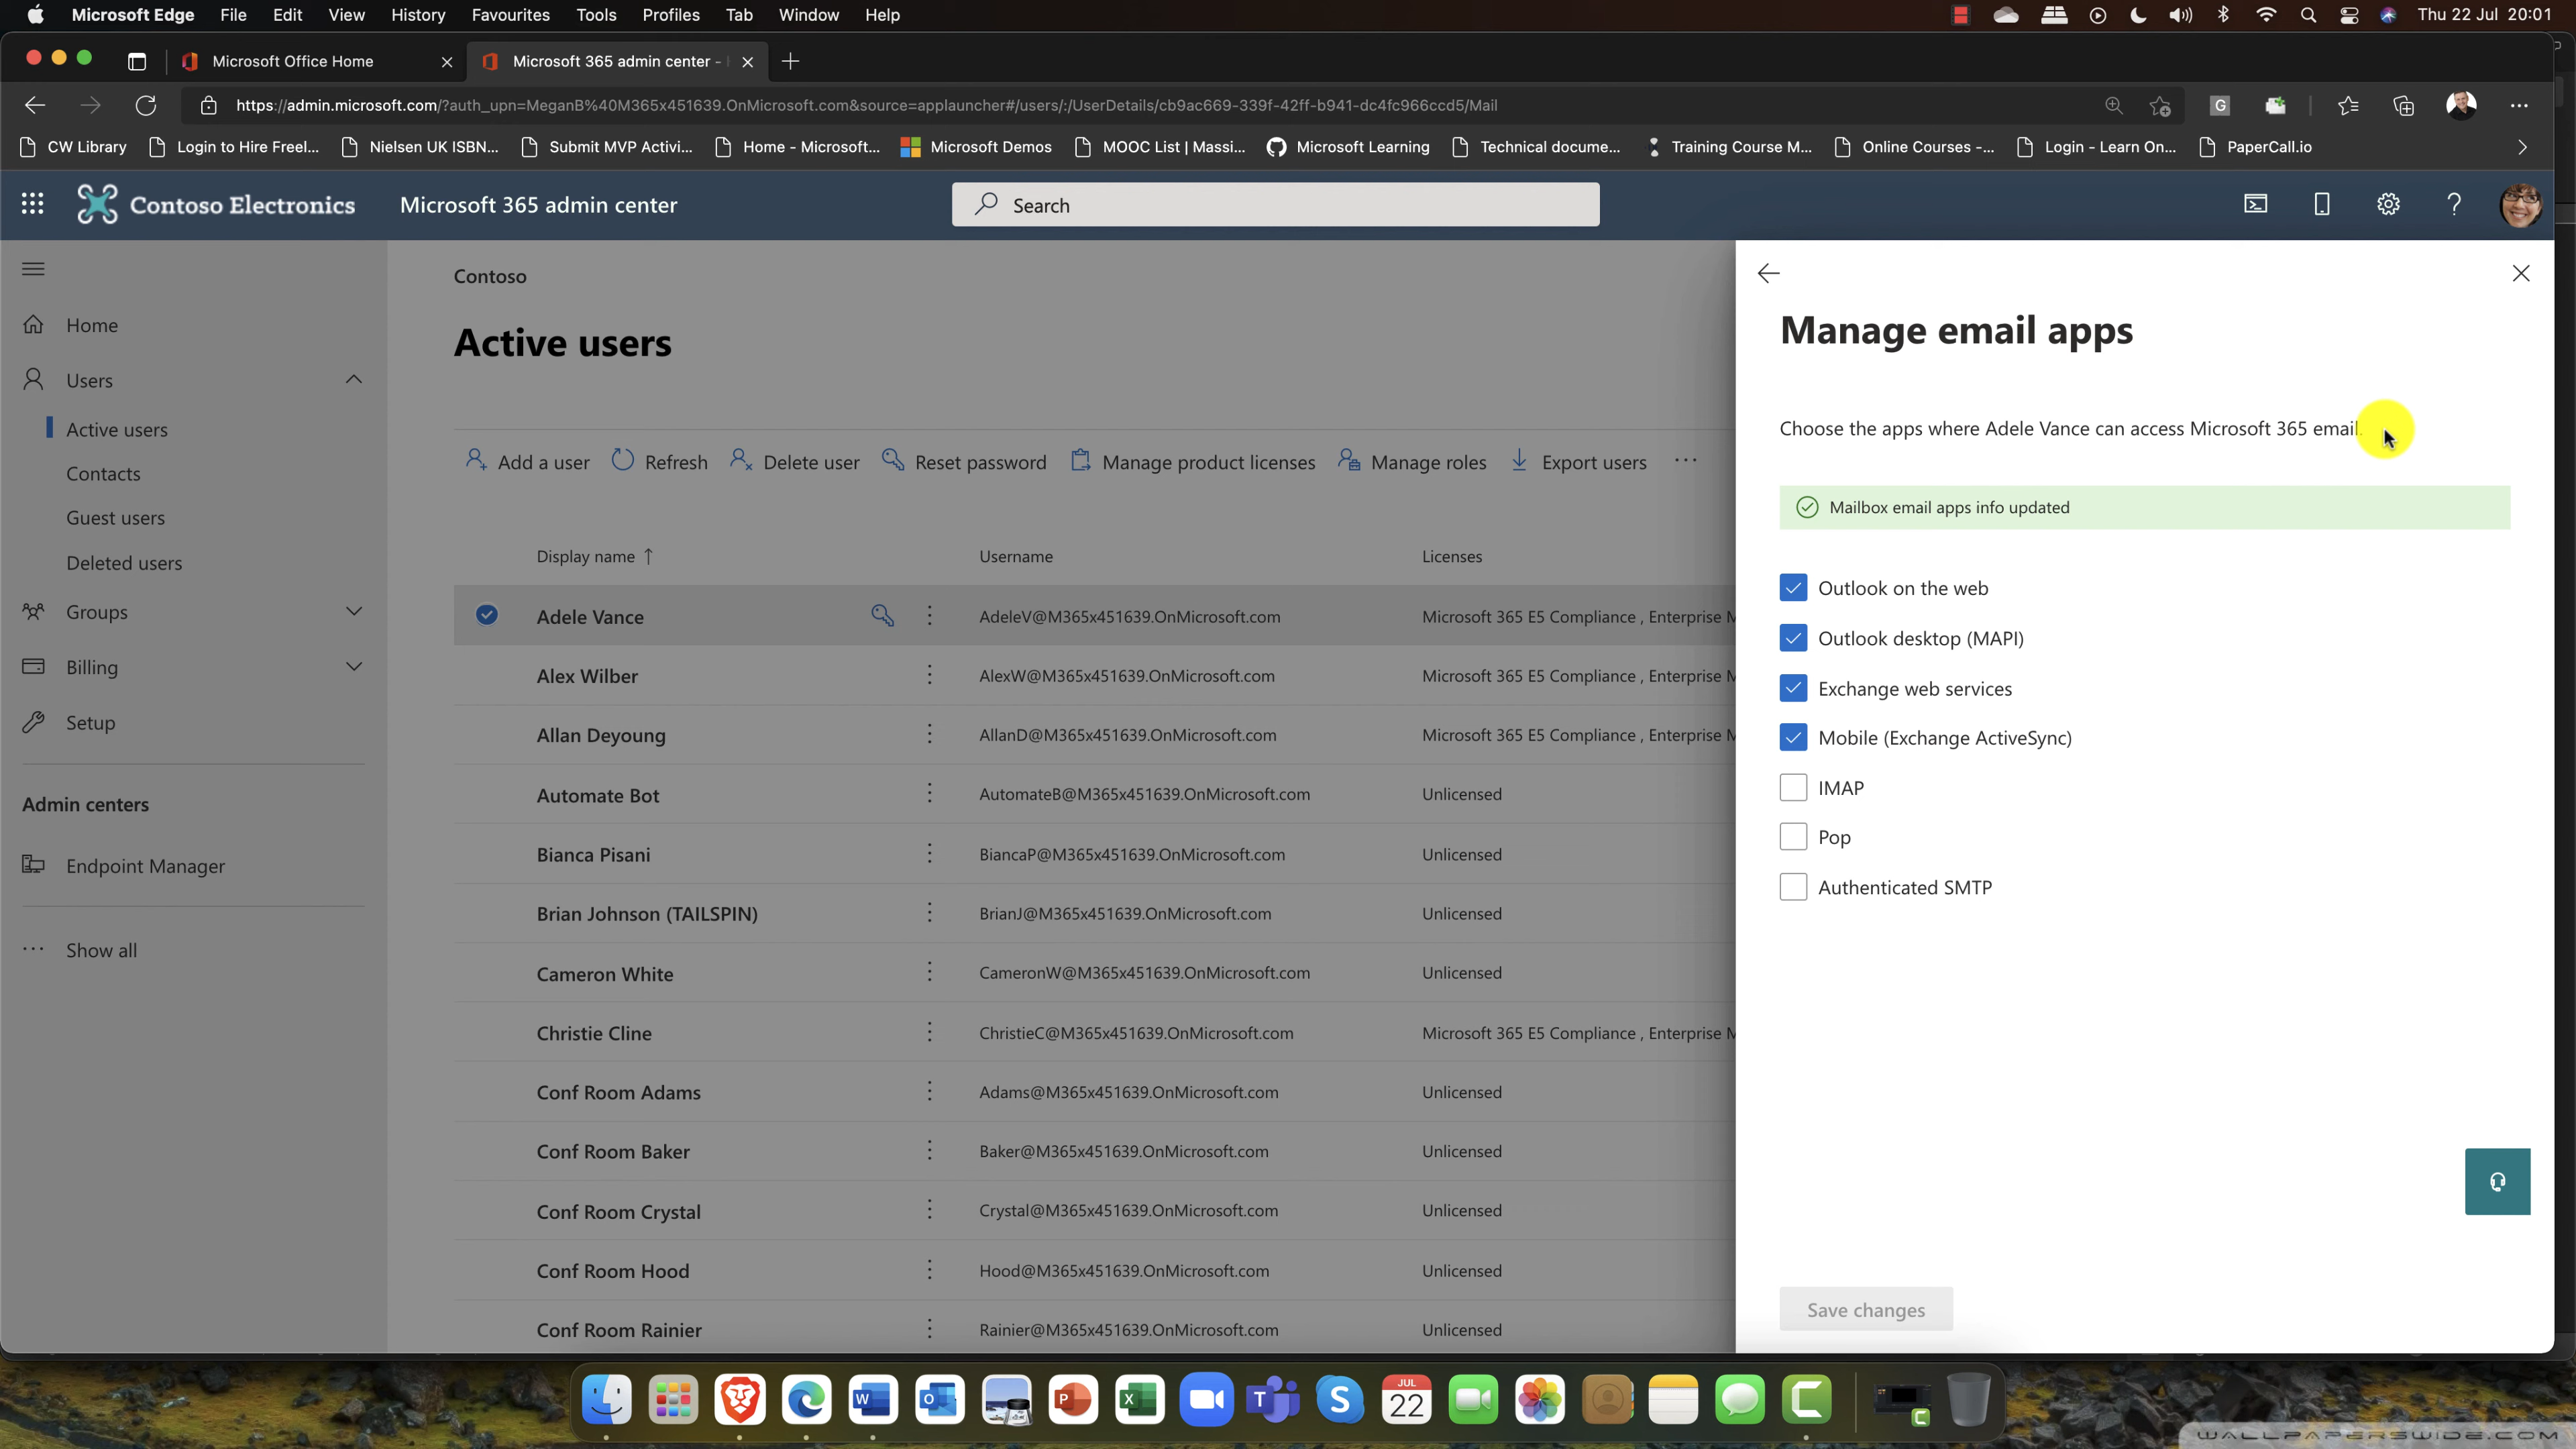 Microsoft Edge File Edit View History Favourites Tools Profiles Tab Window Help Thu 22 Jul 20:01
Microsoft Office Home Microsoft 365 admin center -
https://admin.microsoft.com/?auth_upn=MeganB%40M365x451639.OnMicrosoft.com&source=applauncher#/users/:/UserDetails/cb9ac669-339f-42ff-b941-dc4fc966ccd5/Mail G
CW Library Login to Hire Freel... Nielsen UK ISBN... Submit MVP Activi... Home - Microsoft... Microsoft Demos MOOC List | Massi... Microsoft Learning Technical docume... Training Course M... Online Courses -... Login - Learn On... PaperCall.io
Contoso Electronics Microsoft 365 admin center Search
Home
Users
Active users
Contacts
Guest users
Deleted users
Groups
Billing
Setup
Admin centers
Endpoint Manager
Show all
Contoso
Active users
Add a user Refresh Delete user Reset password Manage product licenses Manage roles Export users
Display name ↑ Username Licenses
Adele Vance AdeleV@M365x451639.OnMicrosoft.com Microsoft 365 E5 Compliance , Enterprise M
Alex Wilber AlexW@M365x451639.OnMicrosoft.com Microsoft 365 E5 Compliance , Enterprise M
Allan Deyoung AllanD@M365x451639.OnMicrosoft.com Microsoft 365 E5 Compliance , Enterprise M
Automate Bot AutomateB@M365x451639.OnMicrosoft.com Unlicensed
Bianca Pisani BiancaP@M365x451639.OnMicrosoft.com Unlicensed
Brian Johnson (TAILSPIN) BrianJ@M365x451639.OnMicrosoft.com Unlicensed
Cameron White CameronW@M365x451639.OnMicrosoft.com Unlicensed
Christie Cline ChristieC@M365x451639.OnMicrosoft.com Microsoft 365 E5 Compliance , Enterprise M
Conf Room Adams Adams@M365x451639.OnMicrosoft.com Unlicensed
Conf Room Baker Baker@M365x451639.OnMicrosoft.com Unlicensed
Conf Room Crystal Crystal@M365x451639.OnMicrosoft.com Unlicensed
Conf Room Hood Hood@M365x451639.OnMicrosoft.com Unlicensed
Conf Room Rainier Rainier@M365x451639.OnMicrosoft.com Unlicensed
Manage email apps
Choose the apps where Adele Vance can access Microsoft 365 email.
Mailbox email apps info updated
Outlook on the web
Outlook desktop (MAPI)
Exchange web services
Mobile (Exchange ActiveSync)
IMAP
Pop
Authenticated SMTP
Save changes
JUL
22
WALLPAPERSWIDE.COM